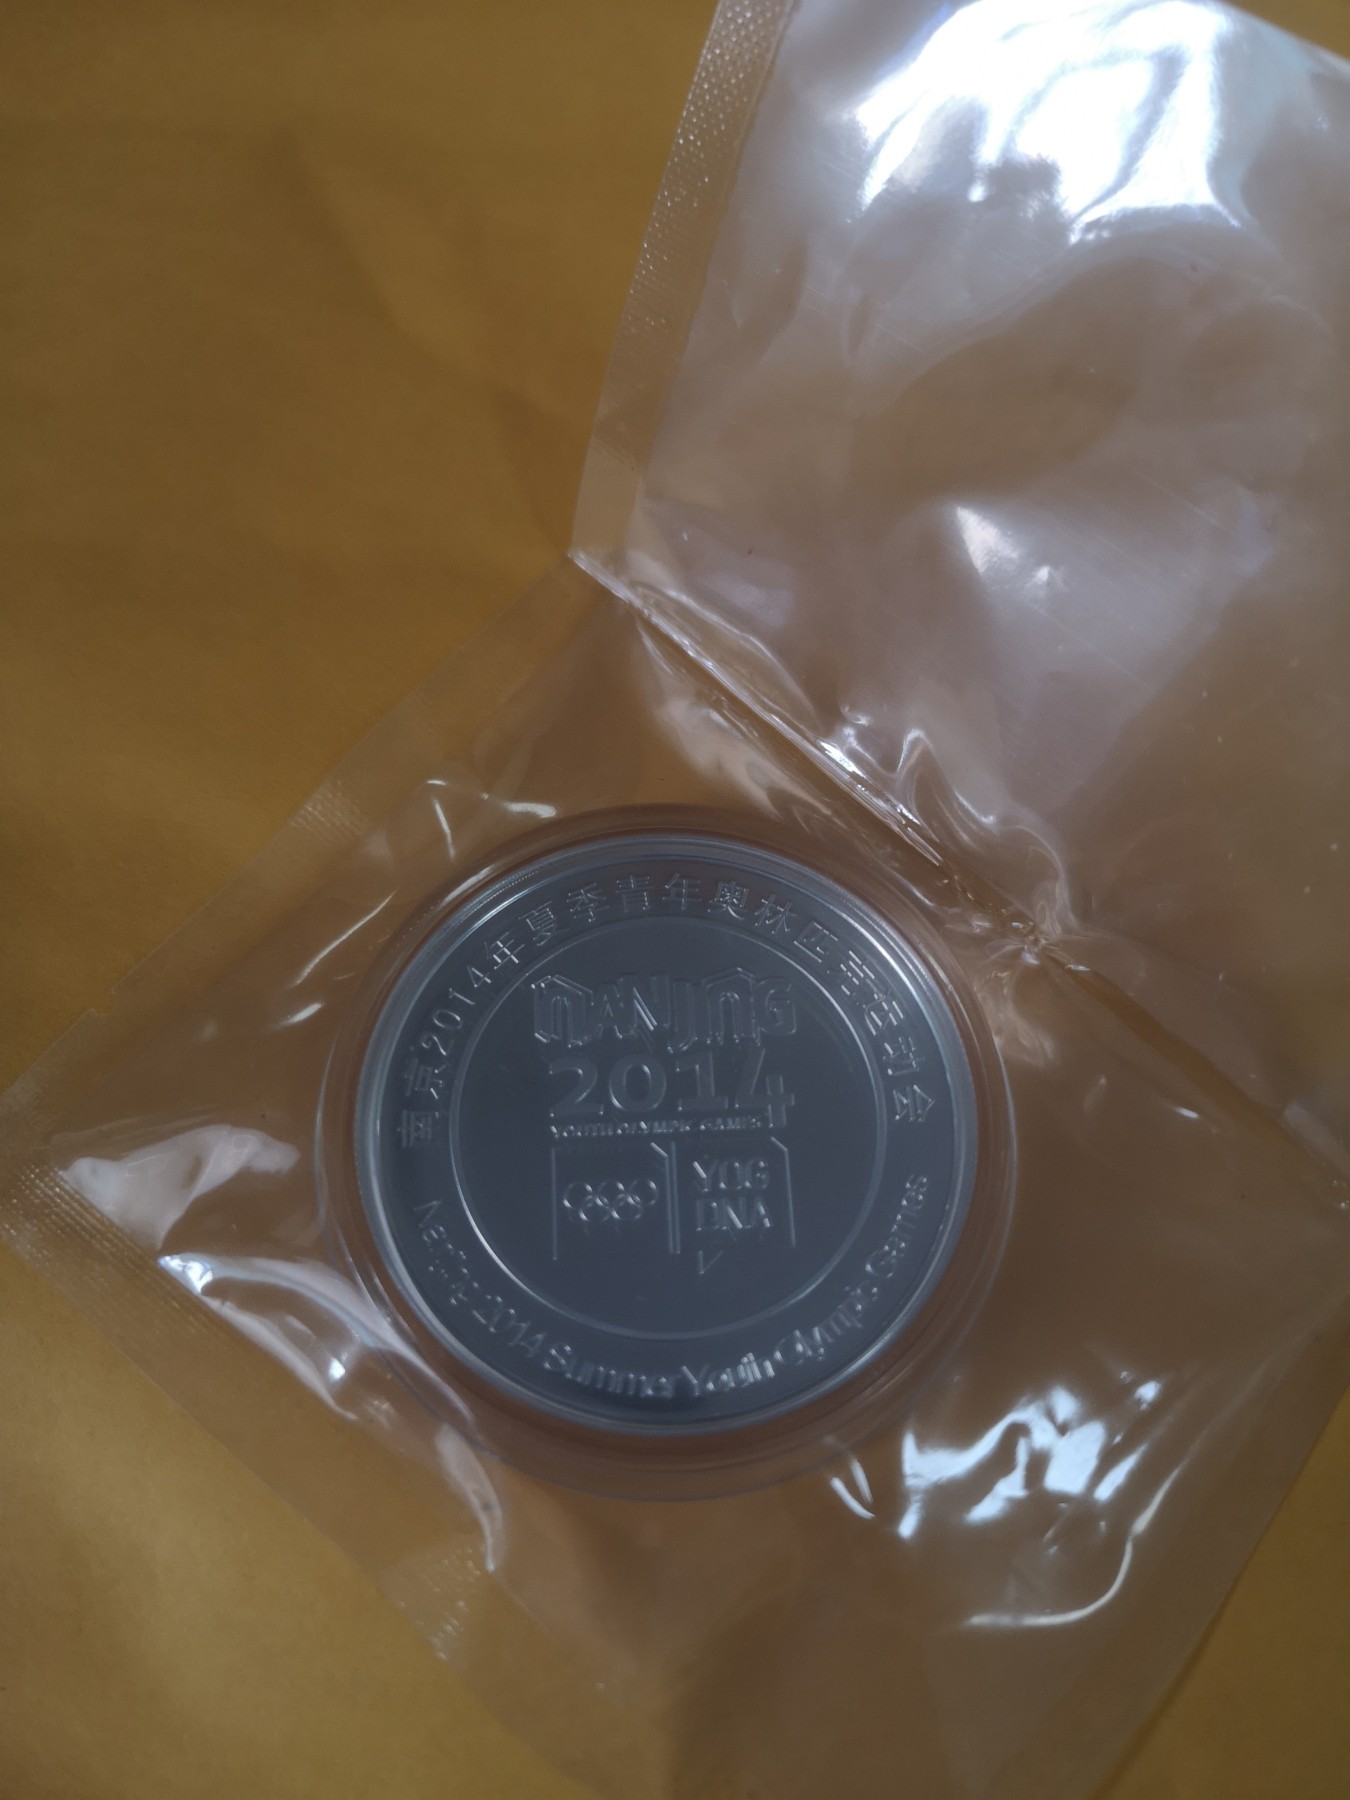 南京2014年夏季青年奥林匹克运动会
NANJING
2014
YOUTH OLYMPIC GAMES
YOG
DNA
Nanjing 2014 Summer Youth Olympic Games